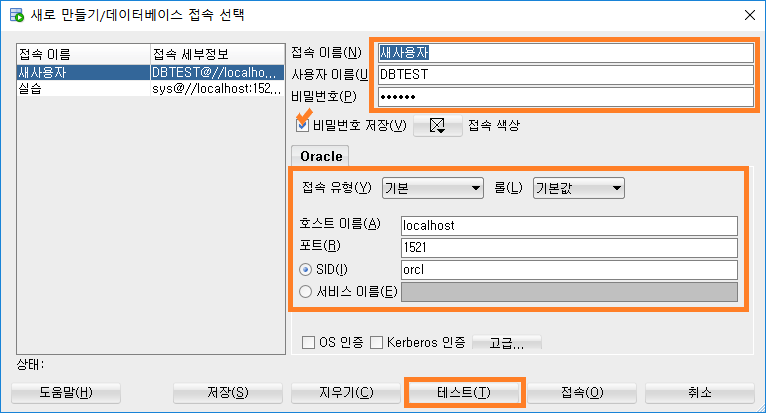 새로 만들기/데이터베이스 접속 선택
접속 이름 접속 세부정보
새사용자 DBTEST@//localho...
실습 sys@//localhost:152...
접속 이름(N) 새사용자
사용자 이름(U DBTEST
비밀번호(P) ●●●●●●
비밀번호 저장(V) 접속 색상
Oracle
접속 유형(Y) 기본 롤(L) 기본값
호스트 이름(A) localhost
포트(R) 1521
SID(I) orcl
서비스 이름(E)
OS 인증 Kerberos 인증 고급...
상태:
도움말(H) 저장(S) 지우기(C) 테스트(T) 접속(O) 취소